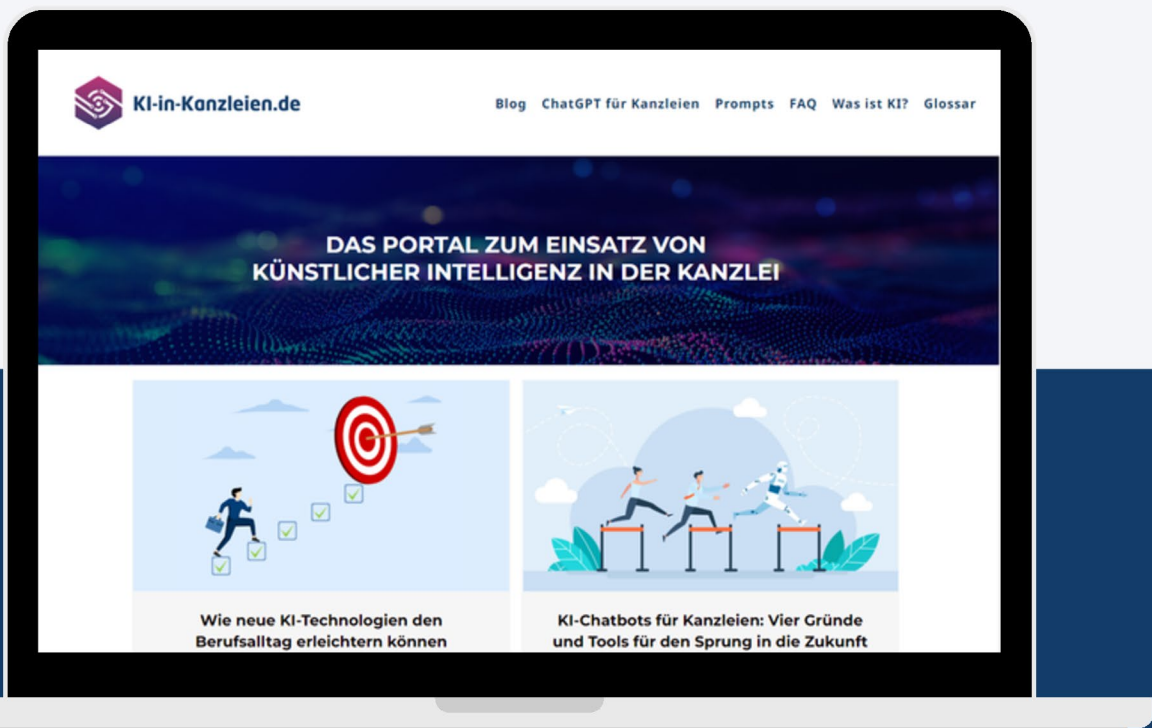 KI-in-Kanzleien.de
Blog ChatGPT für Kanzleien Prompts FAQ Was ist KI? Glossar
DAS PORTAL ZUM EINSATZ VON
KÜNSTLICHER INTELLIGENZ IN DER KANZLEI
Wie neue KI-Technologien den
Berufsalltag erleichtern können
KI-Chatbots für Kanzleien: Vier Gründe
und Tools für den Sprung in die Zukunft